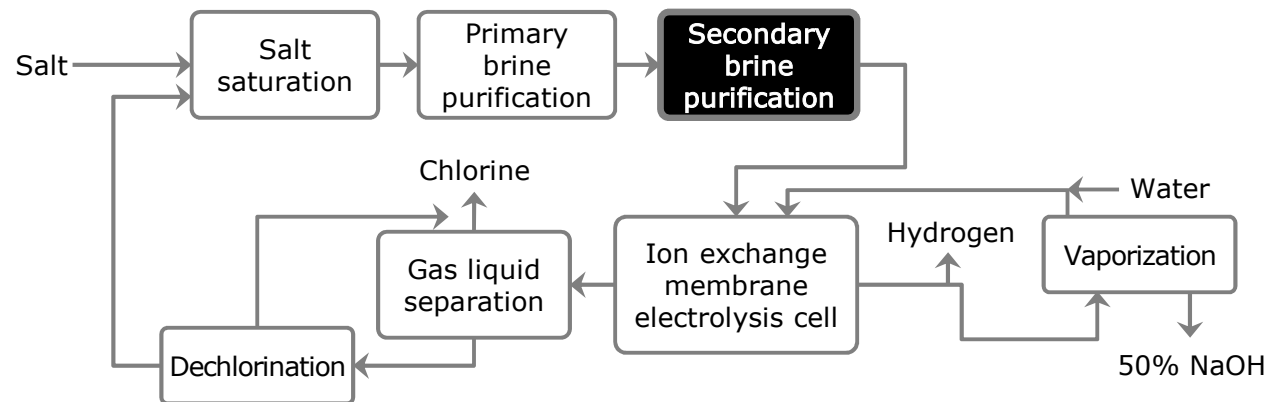 Salt
Salt
saturation
Primary
brine
purification
Secondary
brine
purification
Chlorine
Water
Hydrogen
Vaporization
Gas liquid
separation
Ion exchange
membrane
electrolysis cell
Dechlorination
50% NaOH